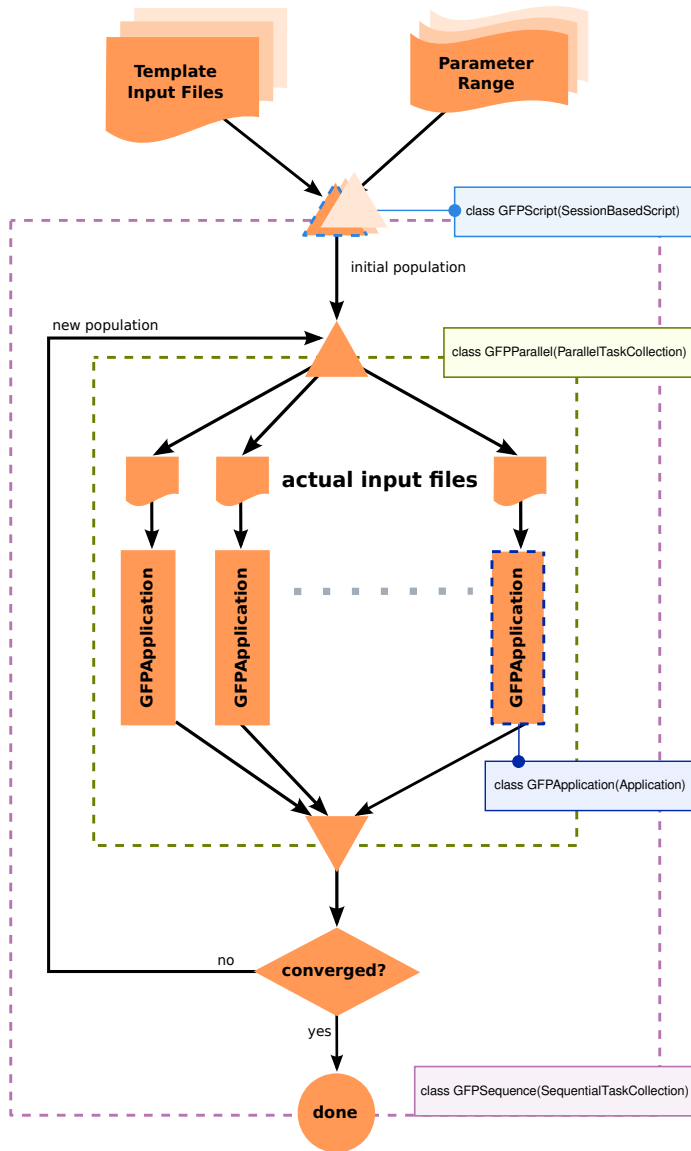 Template
Input Files
Parameter
Range
class GFPScript(SessionBasedScript)
initial population
new population
class GFPParallel(ParallelTaskCollection)
actual input files
GFPApplication
GFPApplication
GFPApplication
class GFPApplication(Application)
no
converged?
yes
class GFPSequence(SequentialTaskCollection)
done